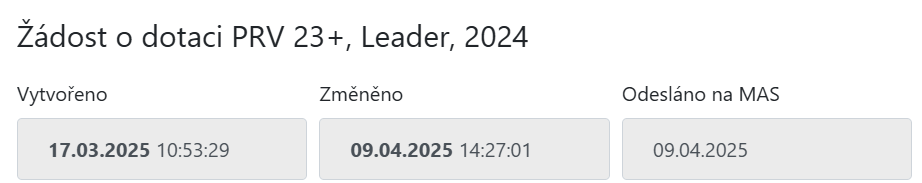 Žádost o dotaci PRV 23+, Leader, 2024
Vytvořeno Změněno Odesláno na MAS
17.03.2025 10:53:29 09.04.2025 14:27:01 09.04.2025